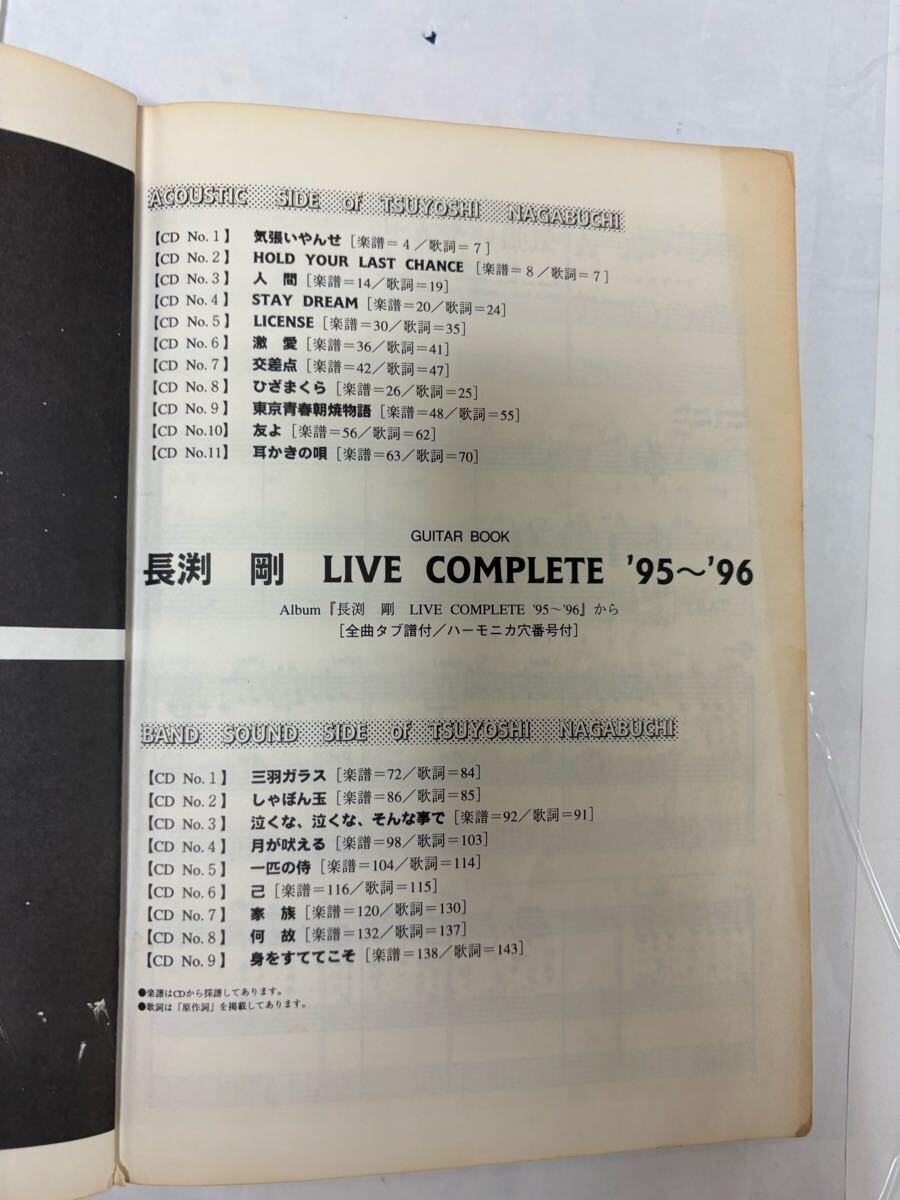 ACOUSTIC SIDE of TSUYOSHI NAGABUCHI
【CD No. 1】 気張いやんせ [楽譜=4/歌詞=7]
【CD No. 2】 HOLD YOUR LAST CHANCE [楽譜=8/歌詞=7]
【CD No. 3】 人 間 [楽譜=14/歌詞=19]
【CD No. 4】 STAY DREAM [楽譜=20/歌詞=24]
【CD No. 5】 LICENSE [楽譜=30/歌詞=35]
【CD No. 6】 激 愛 [楽譜=36/歌詞=41]
【CD No. 7】 交差点 [楽譜=42/歌詞=47]
【CD No. 8】 ひざまくら [楽譜=26/歌詞=25]
【CD No. 9】 東京青春朝焼物語 [楽譜=48/歌詞=55]
【CD No.10】 友よ [楽譜=56/歌詞=62]
【CD No.11】 耳かきの唄 [楽譜=63/歌詞=70]
GUITAR BOOK
長渕 剛 LIVE COMPLETE '95〜'96
Album『長渕 剛 LIVE COMPLETE '95〜'96』から
[全曲タブ譜付/ハーモニカ穴番号付]
BAND SOUND SIDE of TSUYOSHI NAGABUCHI
【CD No. 1】 三羽ガラス [楽譜=72/歌詞=84]
【CD No. 2】 しゃぼん玉 [楽譜=86/歌詞=85]
【CD No. 3】 泣くな、泣くな、そんな事で [楽譜=92/歌詞=91]
【CD No. 4】 月が吠える [楽譜=98/歌詞=103]
【CD No. 5】 一匹の侍 [楽譜=104/歌詞=114]
【CD No. 6】 己 [楽譜=116/歌詞=115]
【CD No. 7】 家 族 [楽譜=120/歌詞=130]
【CD No. 8】 何 故 [楽譜=132/歌詞=137]
【CD No. 9】 身をすててこそ [楽譜=138/歌詞=143]
●楽譜はCDから採譜してあります。
●歌詞は「原作詞」を掲載してあります。